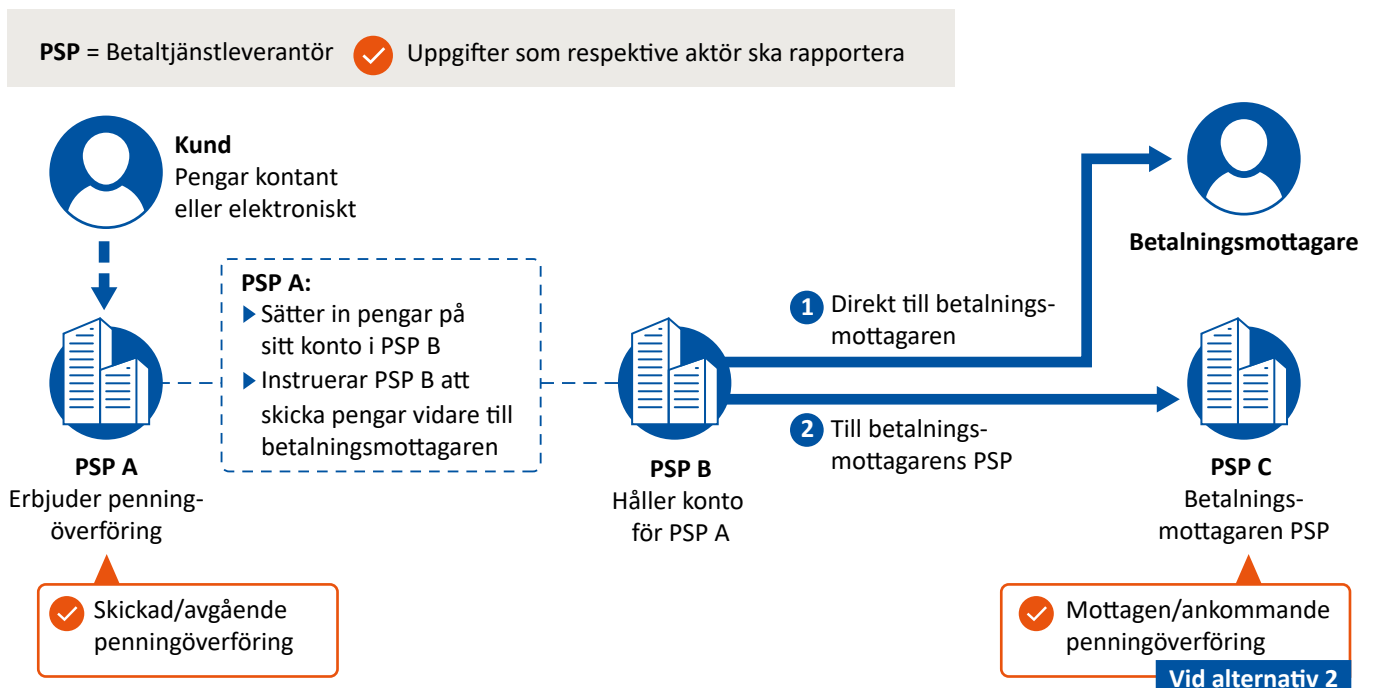 PSP = Betaltjänstleverantör
Uppgifter som respektive aktör ska rapportera
Kund
Pengar kontant
eller elektroniskt
PSP A:
Sätter in pengar på
sitt konto i PSP B
Instruerar PSP B att
skicka pengar vidare till
betalningsmottagaren
1 Direkt till betalnings-
mottagaren
Betalningsmottagare
2 Till betalnings-
mottagarens PSP
PSP A
Erbjuder penning-
överföring
PSP B
Håller konto
för PSP A
PSP C
Betalnings-
mottagaren PSP
Skickad/avgående
penningöverföring
Mottagen/ankommande
penningöverföring
Vid alternativ 2